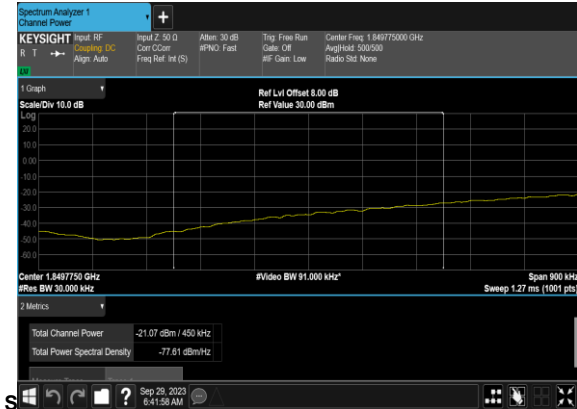 Spectrum Analyzer 1
Channel Power
+
KEYSIGHT
R T
Input: RF
Coupling: DC
Align: Auto
Input Z: 50 Ω
Corr CCorr
Freq Ref: Int (S)
Atten: 30 dB
#PNO: Fast
Trig: Free Run
Gate: Off
#IF Gain: Low
Center Freq: 1.849775000 GHz
Avg|Hold: 500/500
Radio Std: None
1 Graph
Scale/Div 10.0 dB
Ref Lvl Offset 8.00 dB
Ref Value 30.00 dBm
Log
20.0
10.0
0.00
-10.0
-20.0
-30.0
-40.0
-50.0
-60.0
Center 1.8497750 GHz
#Res BW 30.000 kHz
#Video BW 91.000 kHz*
Span 900 kHz
Sweep 1.27 ms (1001 pts)
2 Metrics
Total Channel Power -21.07 dBm / 450 kHz
Total Power Spectral Density -77.61 dBm/Hz
s
?
Sep 29, 2023
6:41:58 AM